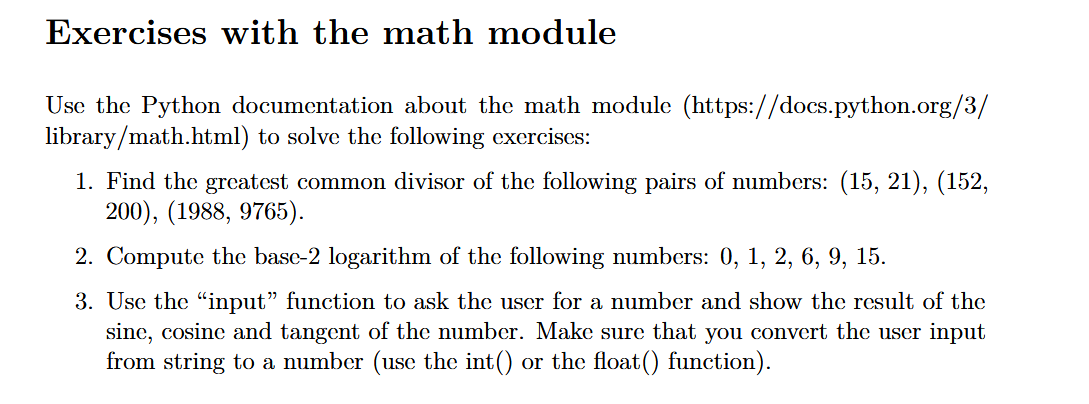 Exercises with the math module
Use the Python documentation about the math module (https://docs.python.org/3/
library/math.html) to solve the following exercises:
1. Find the greatest common divisor of the following pairs of numbers: (15, 21), (152,
200), (1988, 9765).
2. Compute the base-2 logarithm of the following numbers: 0, 1, 2, 6, 9, 15.
3. Use the “input” function to ask the user for a number and show the result of the
sine, cosine and tangent of the number. Make sure that you convert the user input
from string to a number (use the int() or the float() function).